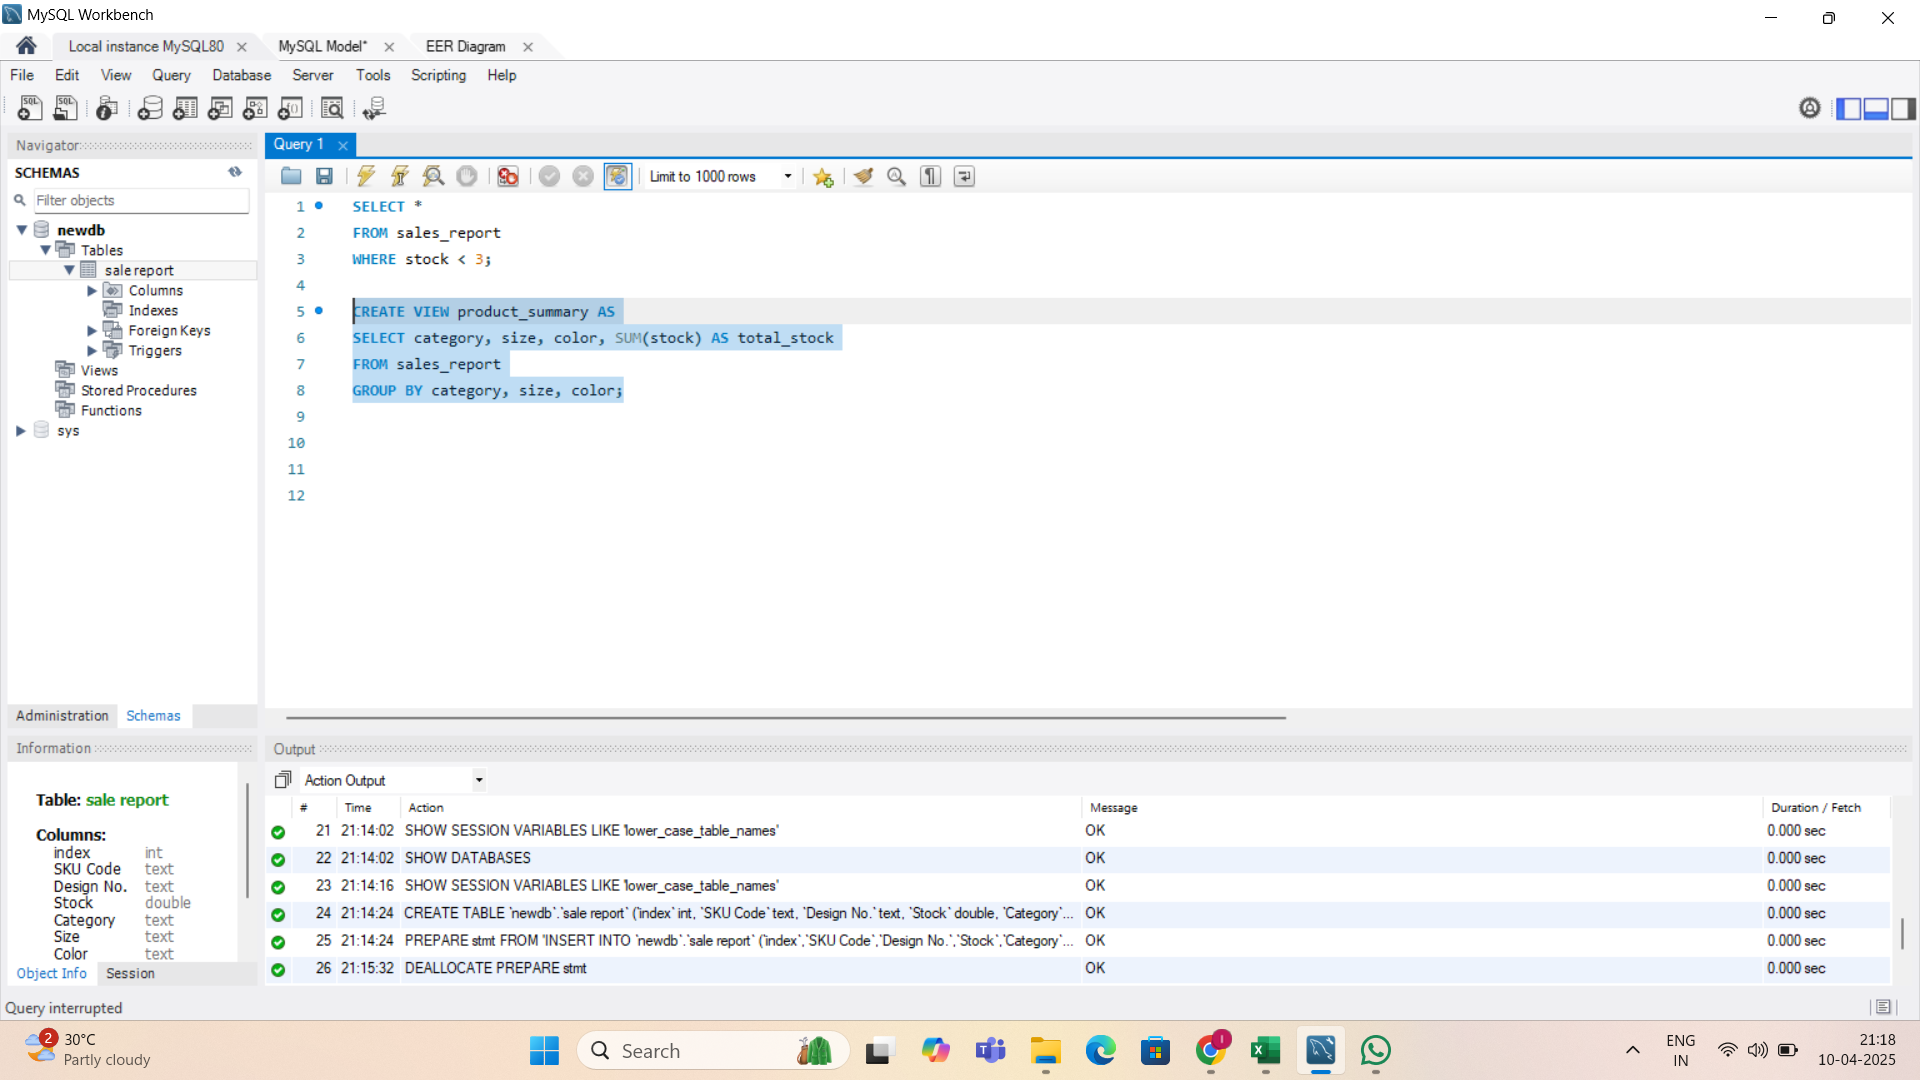 MySQL Workbench
Local instance MySQL80
MySQL Model*
EER Diagram
File Edit View Query Database Server Tools Scripting Help
Navigator
SCHEMAS
Filter objects
newdb
Tables
sale report
Columns
Indexes
Foreign Keys
Triggers
Views
Stored Procedures
Functions
sys
Administration Schemas
Query 1
Limit to 1000 rows
1 SELECT *
2 FROM sales_report
3 WHERE stock < 3;
4
5 CREATE VIEW product_summary AS
6 SELECT category, size, color, SUM(stock) AS total_stock
7 FROM sales_report
8 GROUP BY category, size, color;
9
10
11
12
Information
Table: sale report
Columns:
index int
SKU Code text
Design No. text
Stock double
Category text
Size text
Color text
Object Info Session
Output
Action Output
# Time Action Message Duration / Fetch
21 21:14:02 SHOW SESSION VARIABLES LIKE 'lower_case_table_names' OK 0.000 sec
22 21:14:02 SHOW DATABASES OK 0.000 sec
23 21:14:16 SHOW SESSION VARIABLES LIKE 'lower_case_table_names' OK 0.000 sec
24 21:14:24 CREATE TABLE `newdb`.`sale report` (`index` int, `SKU Code` text, `Design No.` text, `Stock` double, `Category`... OK 0.000 sec
25 21:14:24 PREPARE stmt FROM 'INSERT INTO `newdb`.`sale report` (`index`,`SKU Code`,`Design No.`,`Stock`,`Category`... OK 0.000 sec
26 21:15:32 DEALLOCATE PREPARE stmt OK 0.000 sec
Query interrupted
2
30°C
Partly cloudy
Search
ENG
IN
21:18
10-04-2025